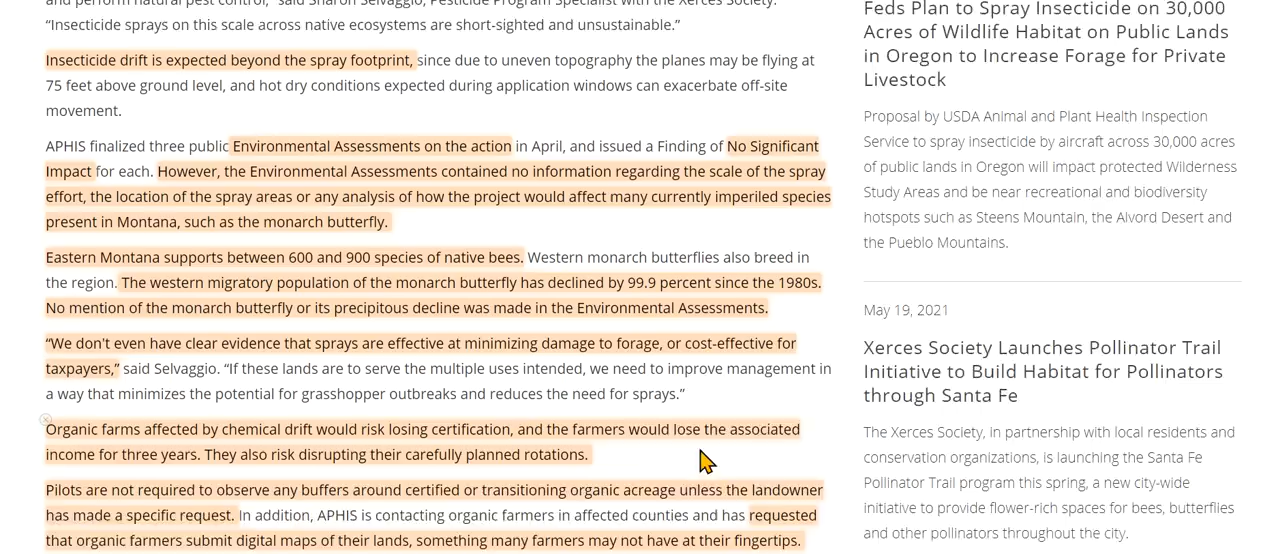 and perform natural pest control,” said Sharon Selvaggio, Pesticide Program Specialist with the Xerces Society.
“Insecticide sprays on this scale across native ecosystems are short-sighted and unsustainable.”
Insecticide drift is expected beyond the spray footprint, since due to uneven topography the planes may be flying at
75 feet above ground level, and hot dry conditions expected during application windows can exacerbate off-site
movement.
APHIS finalized three public Environmental Assessments on the action in April, and issued a Finding of No Significant
Impact for each. However, the Environmental Assessments contained no information regarding the scale of the spray
effort, the location of the spray areas or any analysis of how the project would affect many currently imperiled species
present in Montana, such as the monarch butterfly.
Eastern Montana supports between 600 and 900 species of native bees. Western monarch butterflies also breed in
the region. The western migratory population of the monarch butterfly has declined by 99.9 percent since the 1980s.
No mention of the monarch butterfly or its precipitous decline was made in the Environmental Assessments.
“We don't even have clear evidence that sprays are effective at minimizing damage to forage, or cost-effective for
taxpayers,” said Selvaggio. “If these lands are to serve the multiple uses intended, we need to improve management in
a way that minimizes the potential for grasshopper outbreaks and reduces the need for sprays.”
Organic farms affected by chemical drift would risk losing certification, and the farmers would lose the associated
income for three years. They also risk disrupting their carefully planned rotations.
Pilots are not required to observe any buffers around certified or transitioning organic acreage unless the landowner
has made a specific request. In addition, APHIS is contacting organic farmers in affected counties and has requested
that organic farmers submit digital maps of their lands, something many farmers may not have at their fingertips.
Feds Plan to Spray Insecticide on 30,000
Acres of Wildlife Habitat on Public Lands
in Oregon to Increase Forage for Private
Livestock
Proposal by USDA Animal and Plant Health Inspection
Service to spray insecticide by aircraft across 30,000 acres
of public lands in Oregon will impact protected Wilderness
Study Areas and be near recreational and biodiversity
hotspots such as Steens Mountain, the Alvord Desert and
the Pueblo Mountains.
May 19, 2021
Xerces Society Launches Pollinator Trail
Initiative to Build Habitat for Pollinators
through Santa Fe
The Xerces Society, in partnership with local residents and
conservation organizations, is launching the Santa Fe
Pollinator Trail program this spring, a new city-wide
initiative to provide flower-rich spaces for bees, butterflies
and other pollinators throughout the city.